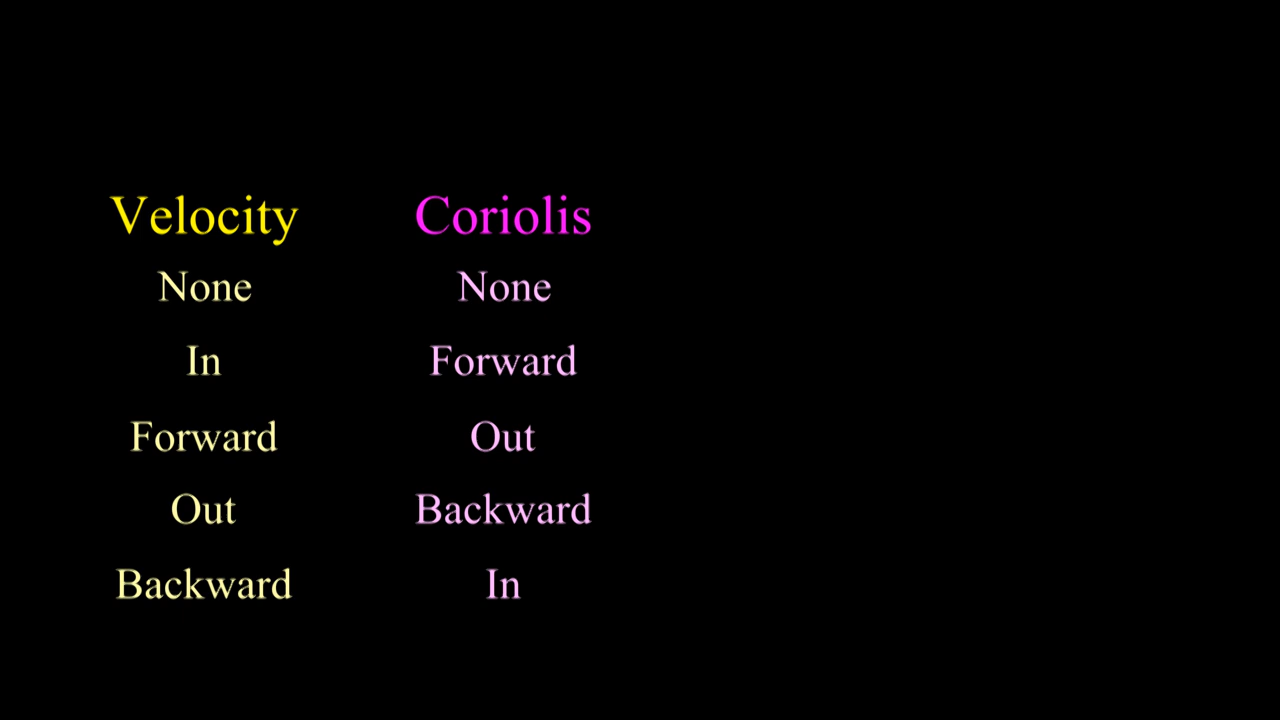 Velocity Coriolis
None None
In Forward
Forward Out
Out Backward
Backward In